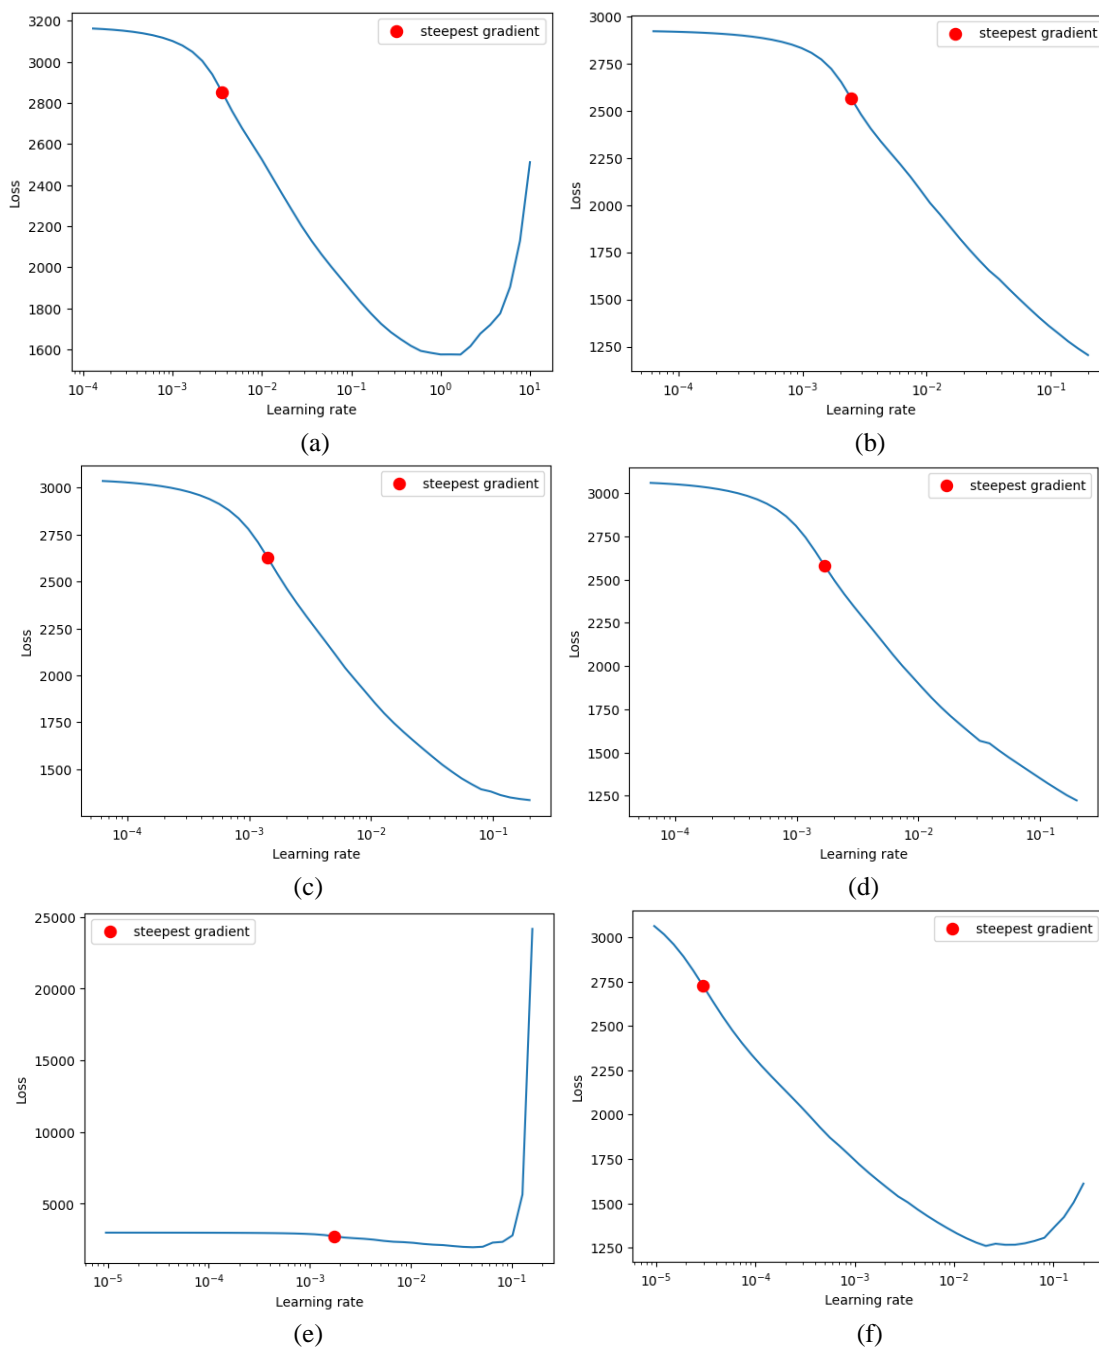 steepest gradient
3200
3000
2800
2600
2400
2200
2000
1800
1600
Loss
10⁻⁴ 10⁻³ 10⁻² 10⁻¹ 10⁰ 10¹
Learning rate
(a)
steepest gradient
3000
2750
2500
2250
2000
1750
1500
1250
Loss
10⁻⁴ 10⁻³ 10⁻² 10⁻¹
Learning rate
(b)
steepest gradient
3000
2750
2500
2250
2000
1750
1500
Loss
10⁻⁴ 10⁻³ 10⁻² 10⁻¹
Learning rate
(c)
steepest gradient
3000
2750
2500
2250
2000
1750
1500
1250
Loss
10⁻⁴ 10⁻³ 10⁻² 10⁻¹
Learning rate
(d)
steepest gradient
25000
20000
15000
10000
5000
Loss
10⁻⁵ 10⁻⁴ 10⁻³ 10⁻² 10⁻¹
Learning rate
(e)
steepest gradient
3000
2750
2500
2250
2000
1750
1500
1250
Loss
10⁻⁵ 10⁻⁴ 10⁻³ 10⁻² 10⁻¹
Learning rate
(f)